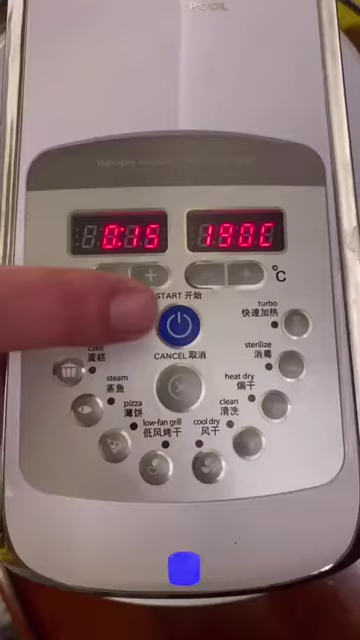 0:15
180C
°C
START 开始
turbo
快速加热
CANCEL 取消
sterilize
消毒
cake
蛋糕
steam
蒸鱼
heat dry
焗干
pizza
薄饼
clean
清洗
low-fan grill
低风烤干
cool dry
风干